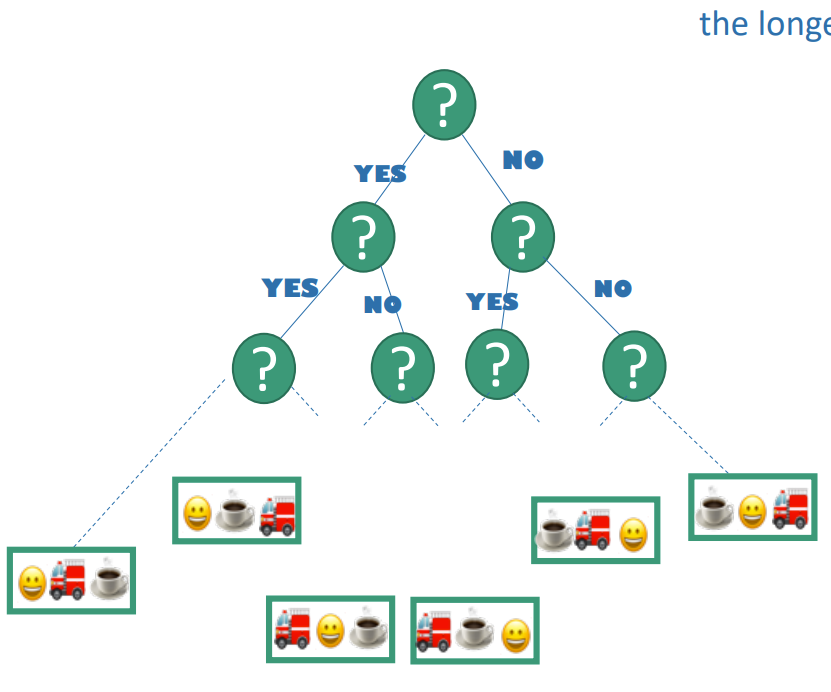 the longe
?
YES
NO
?
?
YES
NO
YES
NO
?
?
?
?